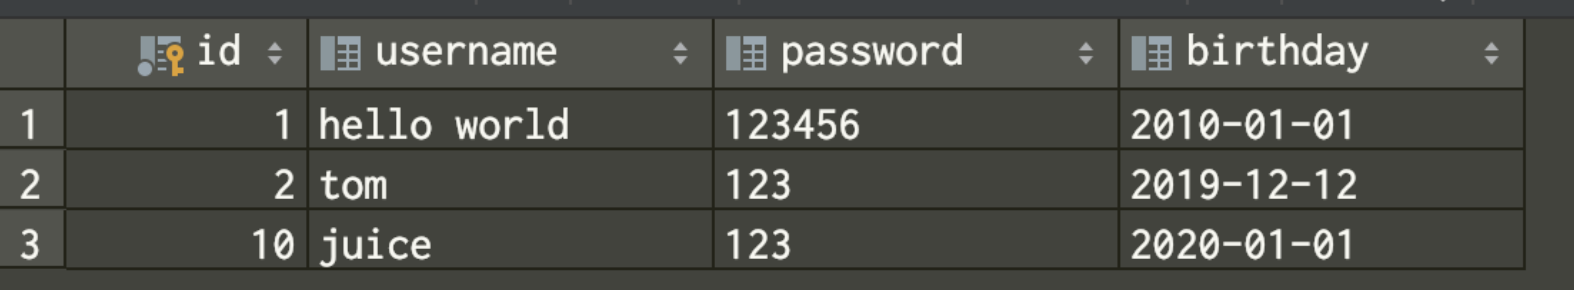 id username password birthday
1 1 hello world 123456 2010-01-01
2 2 tom 123 2019-12-12
3 10 juice 123 2020-01-01